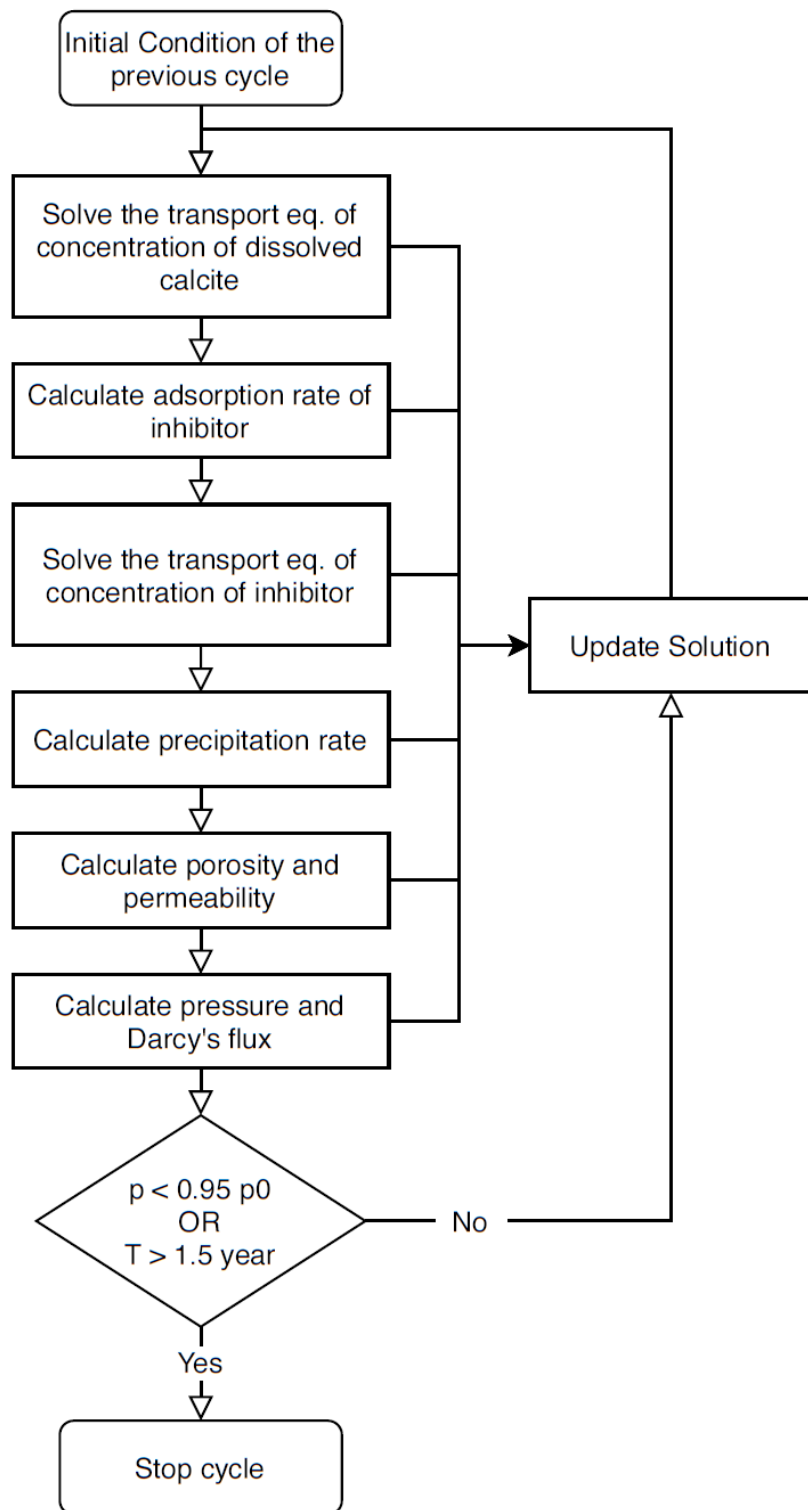 Initial Condition of the
previous cycle
Solve the transport eq. of
concentration of dissolved
calcite
Calculate adsorption rate of
inhibitor
Solve the transport eq. of
concentration of inhibitor
Update Solution
Calculate precipitation rate
Calculate porosity and
permeability
Calculate pressure and
Darcy's flux
p < 0.95 p0
OR
T > 1.5 year
No
Yes
Stop cycle